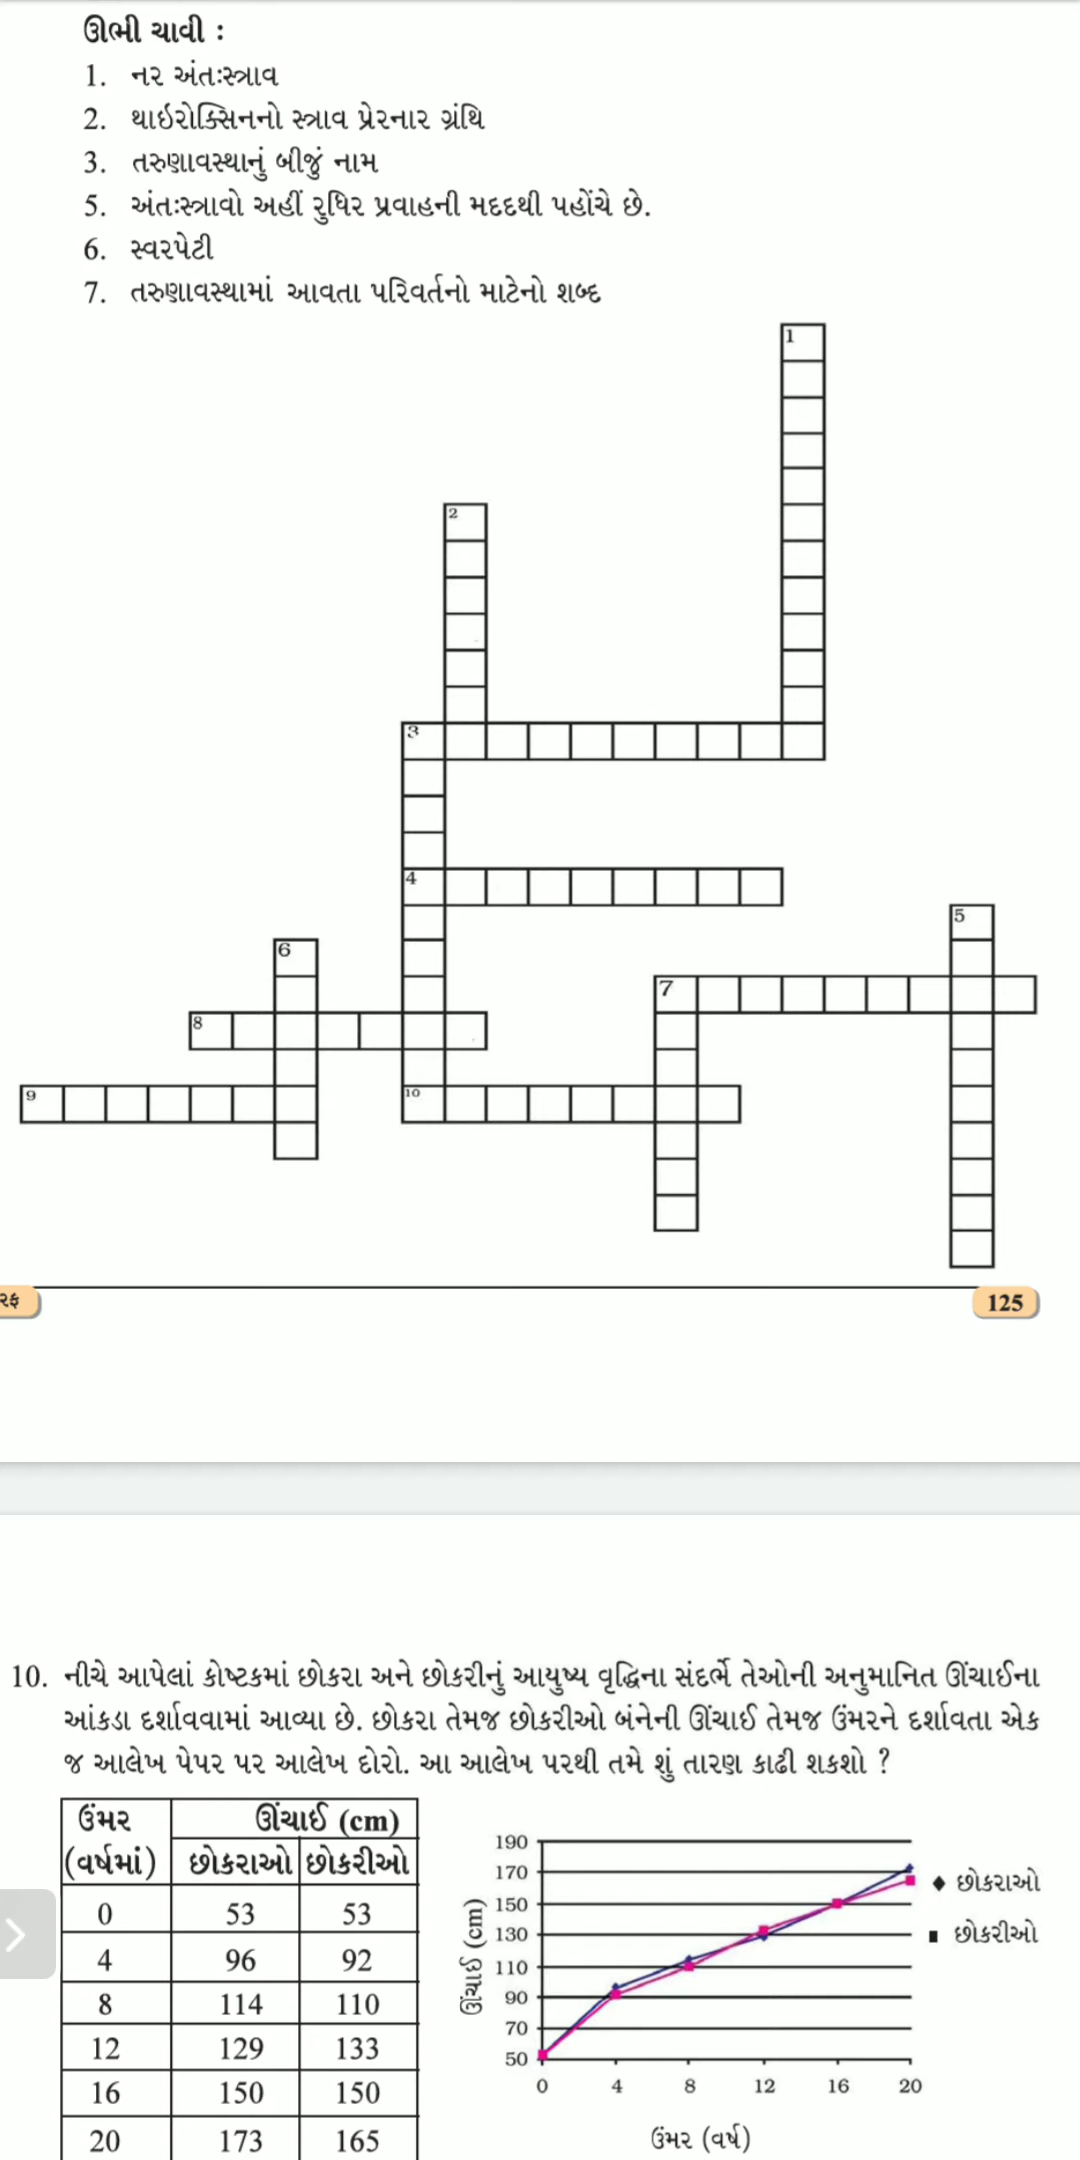 ઊભી ચાવી :
1. નર અંતઃસ્ત્રાવ
2. થાઇરોક્સિનનો સ્ત્રાવ પ્રેરનાર ગ્રંથિ
3. તરુણાવસ્થાનું બીજું નામ
5. અંતઃસ્ત્રાવો અહીં રુધિર પ્રવાહની મદદથી પહોંચે છે.
6. સ્વરપેટી
7. તરુણાવસ્થામાં આવતા પરિવર્તનો માટેનો શબ્દ
1
2
3
4
5
6
7
8
9
10
125
10. નીચે આપેલાં કોષ્ટકમાં છોકરા અને છોકરીનું આયુષ્ય વૃદ્ધિના સંદર્ભે તેઓની અનુમાનિત ઊંચાઈના
આંકડા દર્શાવવામાં આવ્યા છે. છોકરા તેમજ છોકરીઓ બંનેની ઊંચાઈ તેમજ ઉંમરને દર્શાવતા એક
જ આલેખ પેપર પર આલેખ દોરો. આ આલેખ પરથી તમે શું તારણ કાઢી શકશો ?
ઉંમર ઊંચાઈ (cm)
(વર્ષમાં) છોકરાઓ છોકરીઓ
0 53 53
4 96 92
8 114 110
12 129 133
16 150 150
20 173 165
ઊંચાઈ (cm)
190
170
150
130
110
90
70
50
0 4 8 12 16 20
ઉંમર (વર્ષ)
છોકરાઓ
છોકરીઓ